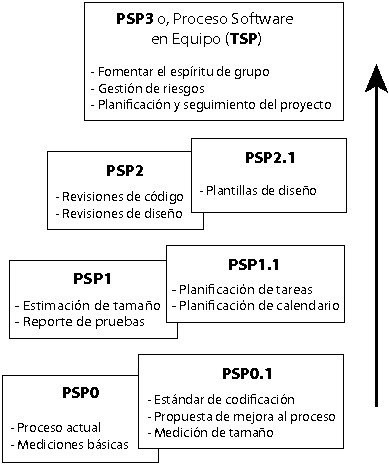 PSP3 o, Proceso Software
en Equipo (TSP)
- Fomentar el espíritu de grupo
- Gestión de riesgos
- Planificación y seguimiento del proyecto
PSP2
- Revisiones de código
- Revisiones de diseño
PSP2.1
- Plantillas de diseño
PSP1
- Estimación de tamaño
- Reporte de pruebas
PSP1.1
- Planificación de tareas
- Planificación de calendario
PSP0
- Proceso actual
- Mediciones básicas
PSP0.1
- Estándar de codificación
- Propuesta de mejora al proceso
- Medición de tamaño